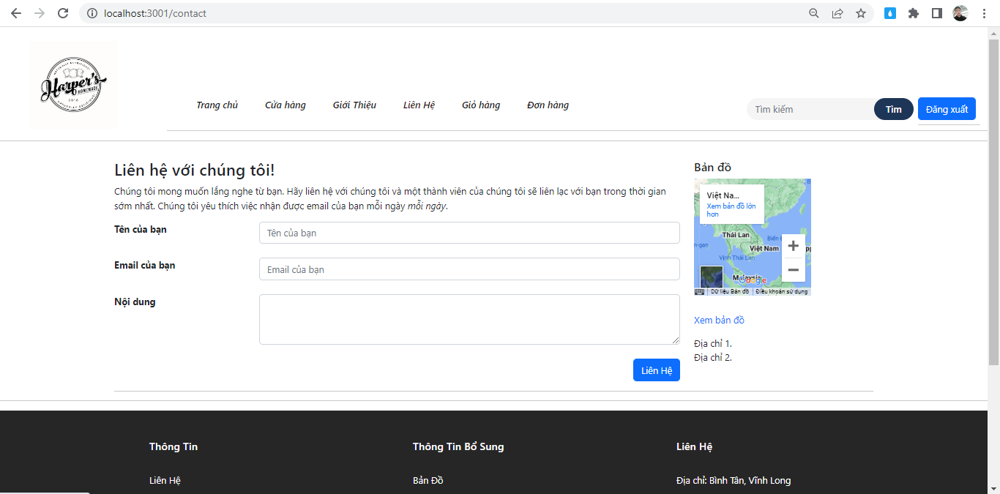 localhost:3001/contact
Harper's
HOMEMADE
2016
Trang chủ
Cửa hàng
Giới Thiệu
Liên Hệ
Giỏ hàng
Đơn hàng
Tìm kiếm
Tìm
Đăng xuất
Liên hệ với chúng tôi!
Chúng tôi mong muốn lắng nghe từ bạn. Hãy liên hệ với chúng tôi và một thành viên của chúng tôi sẽ liên lạc với bạn trong thời gian
sớm nhất. Chúng tôi yêu thích việc nhận được email của bạn mỗi ngày mỗi ngày.
Tên của bạn
Tên của bạn
Email của bạn
Email của bạn
Nội dung
Liên Hệ
Bản đồ
Việt Na...
Xem bản đồ lớn
hơn
Thái Lan
Biển
Việt Nam
Vịnh Thái Lan
Malaysia
Google
Dữ liệu Bản đồ
Điều khoản sử dụng
Xem bản đồ
Địa chỉ 1.
Địa chỉ 2.
Thông Tin
Thông Tin Bổ Sung
Liên Hệ
Liên Hệ
Bản Đồ
Địa chỉ: Bình Tân, Vĩnh Long